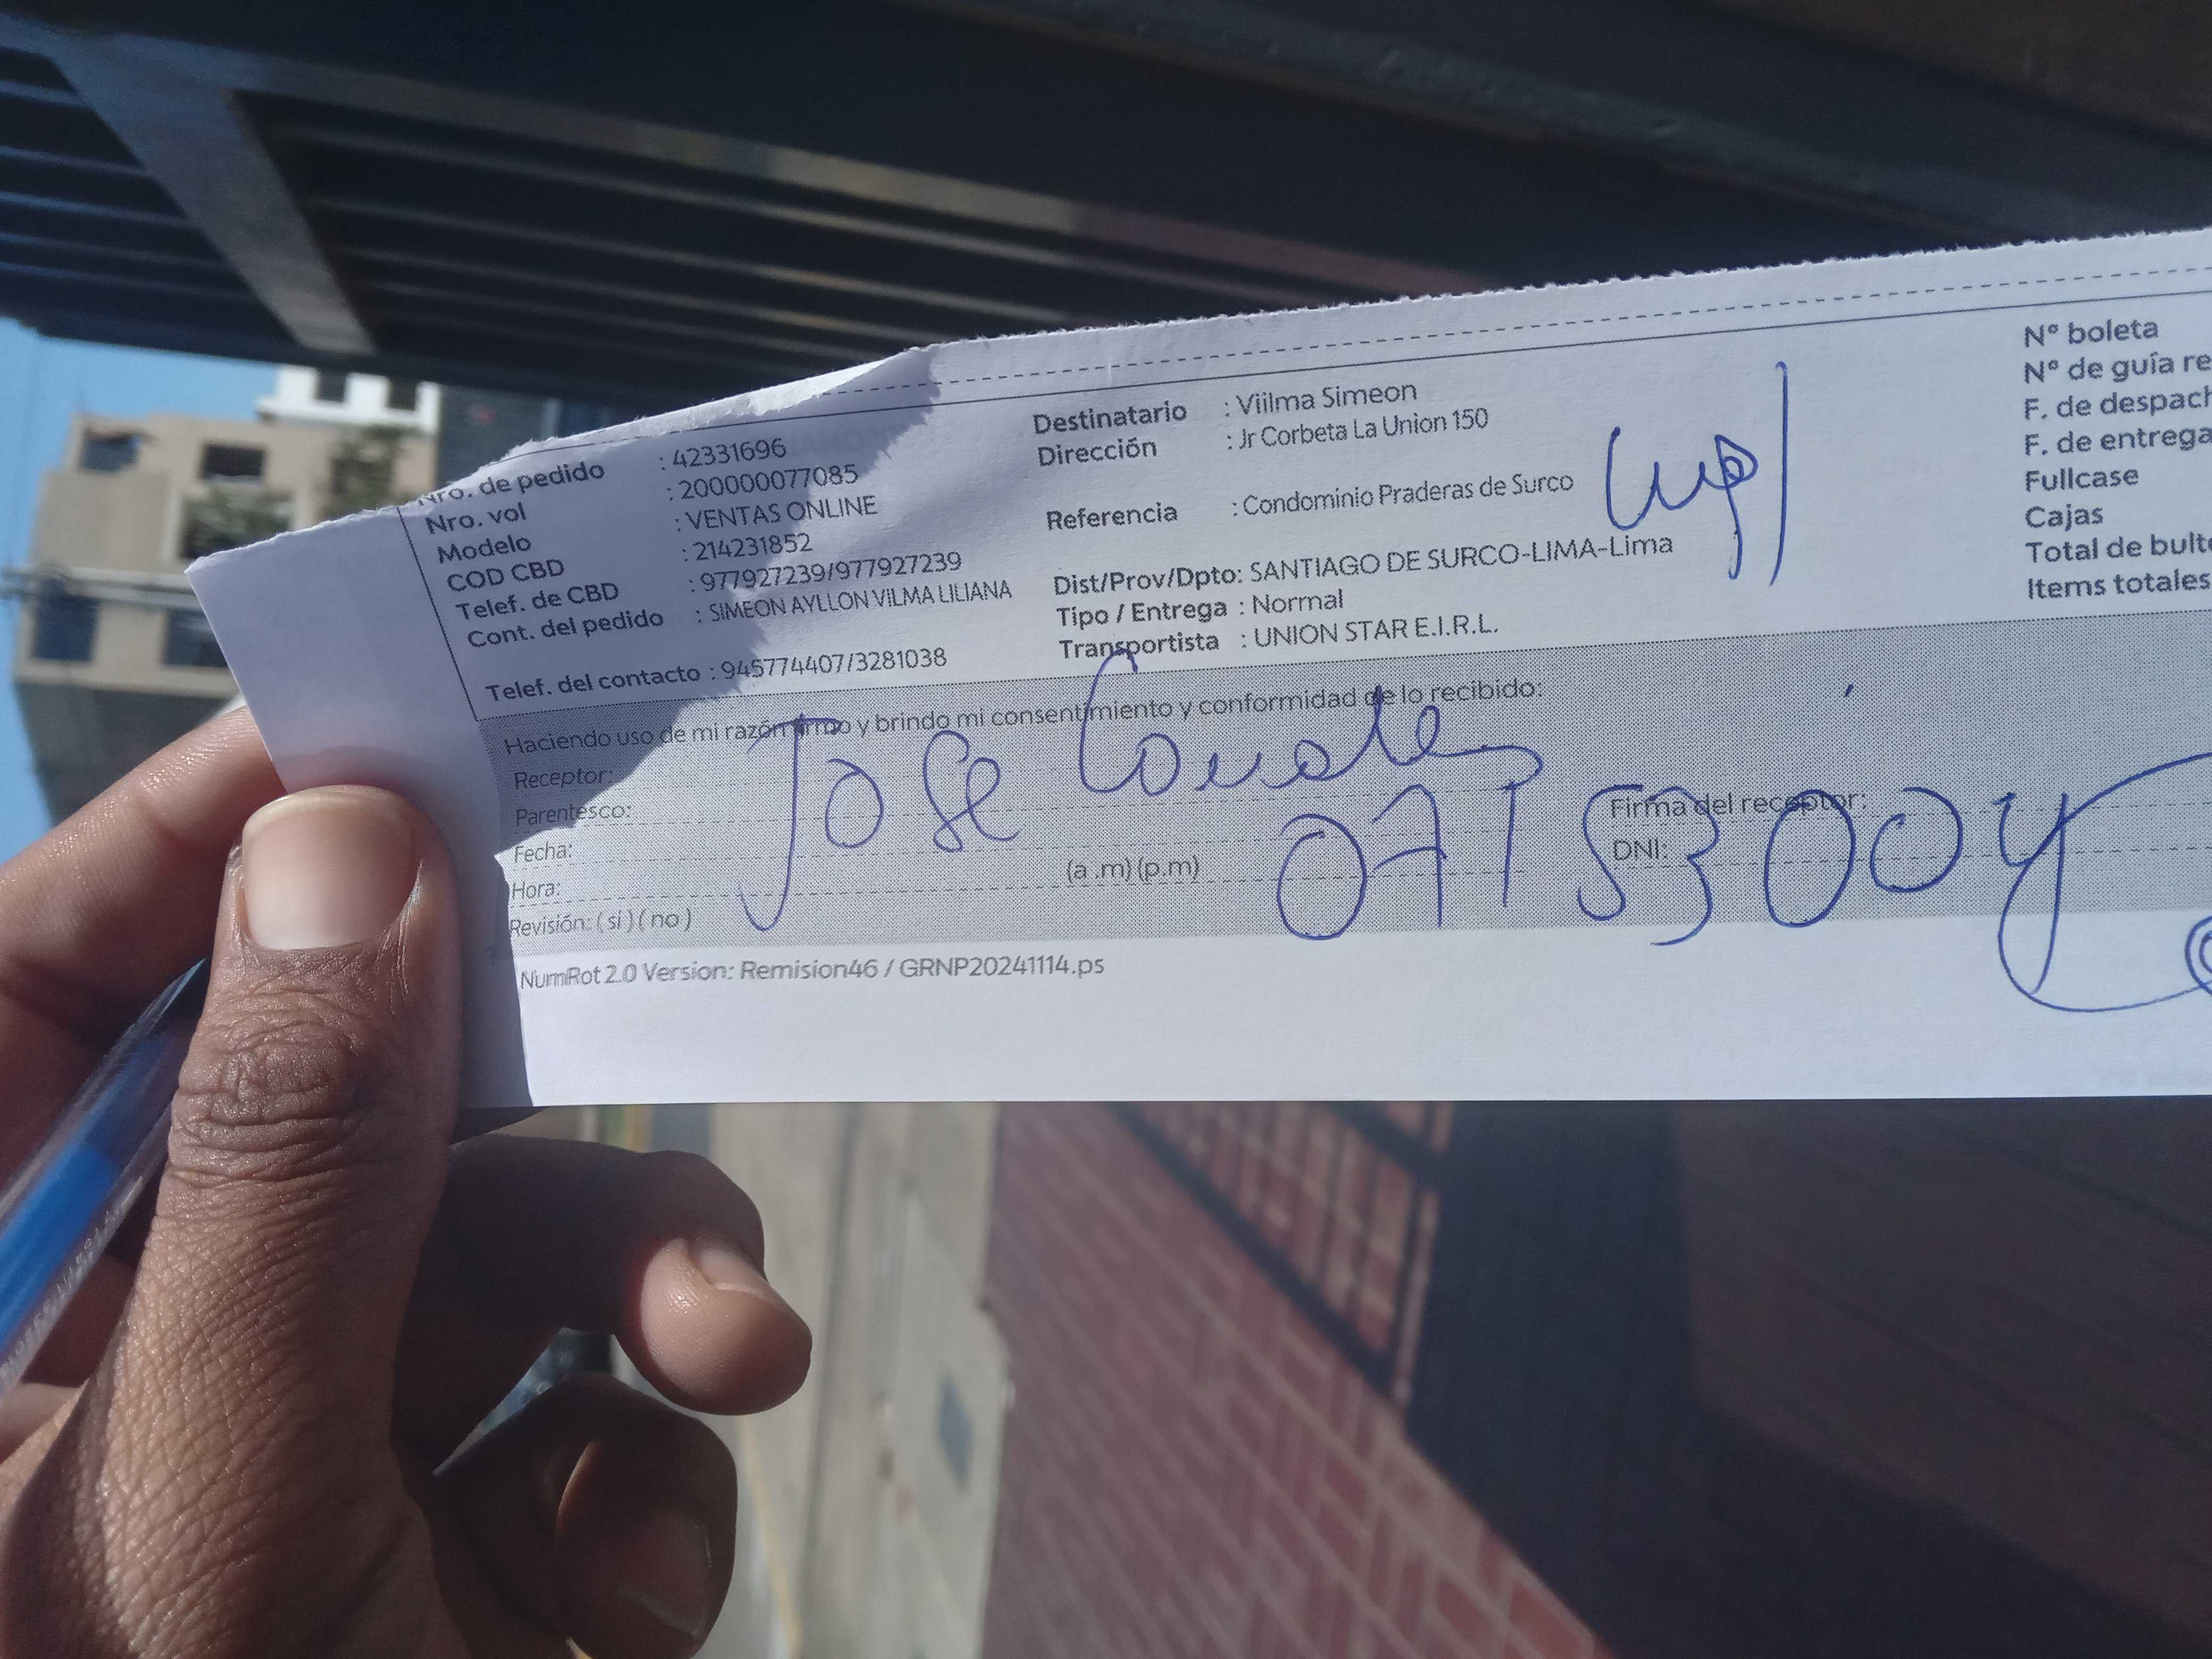 Nro. de pedido : 42331696
Nro. vol : 200000077085
Modelo : VENTAS ONLINE
COD CBD : 214231852
Telef. de CBD : 977927239/977927239
Cont. del pedido : SIMEON AYLLON VILMA LILIANA
Telef. del contacto : 945774407/3281038
Destinatario : Viilma Simeon
Dirección : Jr Corbeta La Union 150
Referencia : Condominio Praderas de Surco
Dist/Prov/Dpto: SANTIAGO DE SURCO-LIMA-Lima
Tipo / Entrega : Normal
Transportista : UNION STAR E.I.R.L.
N° boleta
N° de guía re
F. de despach
F. de entrega
Fullcase
Cajas
Total de bulto
Items totales
Haciendo uso de mi razón firmo y brindo mi consentimiento y conformidad de lo recibido:
Receptor:
Jose
Parentesco:
Fecha:
Hora: (a .m) (p.m)
Revisión: ( si ) ( no )
Firma del receptor:
DNI:
0715300
NumRot 2.0 Version: Remision46 / GRNP20241114.ps